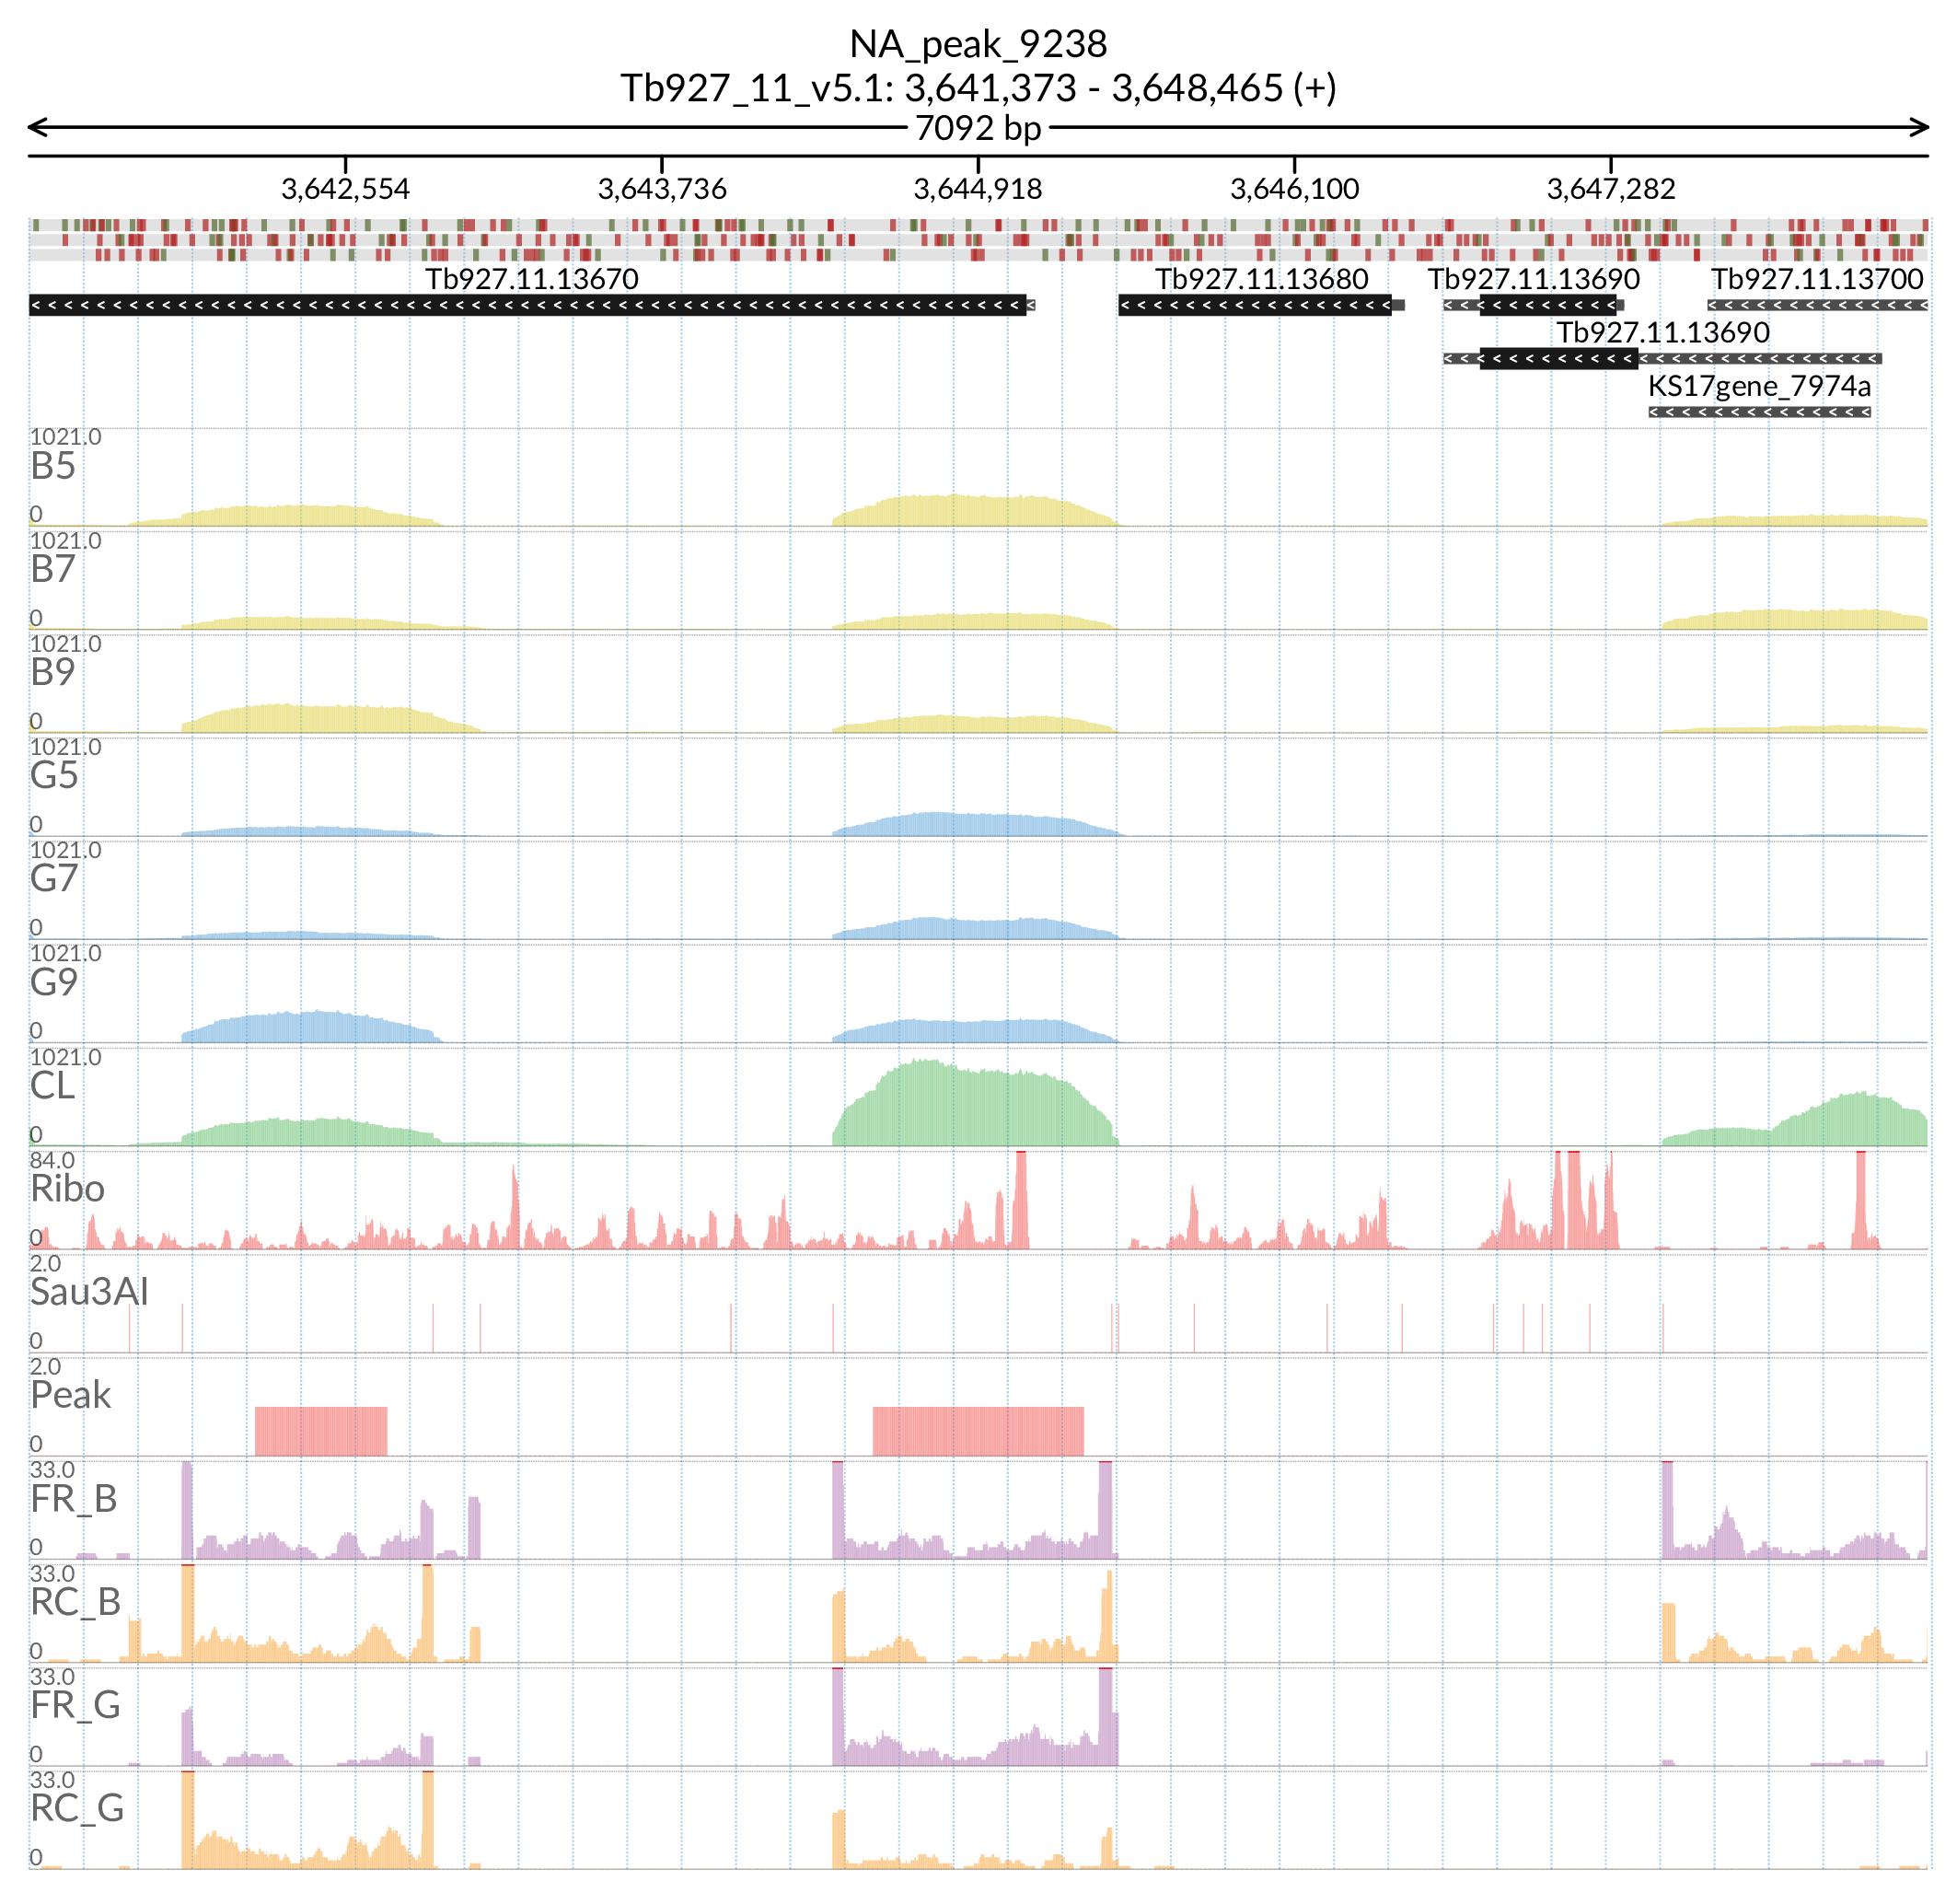 NA_peak_9238
Tb927_11_v5.1: 3,641,373 - 3,648,465 (+)
7092 bp
3,642,554 3,643,736 3,644,918 3,646,100 3,647,282
Tb927.11.13670 Tb927.11.13680 Tb927.11.13690 Tb927.11.13700
Tb927.11.13690
KS17gene_7974a
1021.0
B5
0
1021.0
B7
0
1021.0
B9
0
1021.0
G5
0
1021.0
G7
0
1021.0
G9
0
1021.0
CL
0
84.0
Ribo
0
2.0
Sau3AI
0
2.0
Peak
0
33.0
FR_B
0
33.0
RC_B
0
33.0
FR_G
0
33.0
RC_G
0